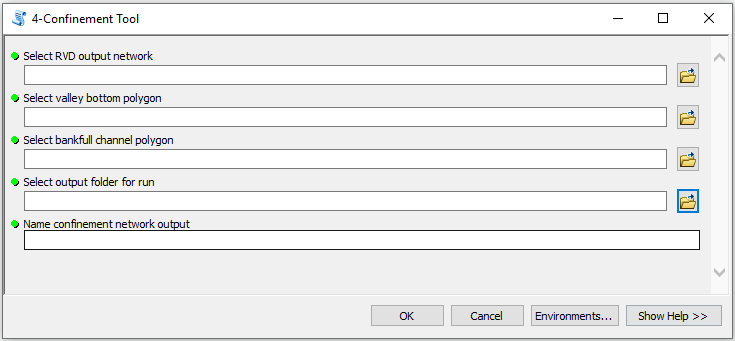 4-Confinement Tool
Select RVD output network
Select valley bottom polygon
Select bankfull channel polygon
Select output folder for run
Name confinement network output
OK Cancel Environments... Show Help >>